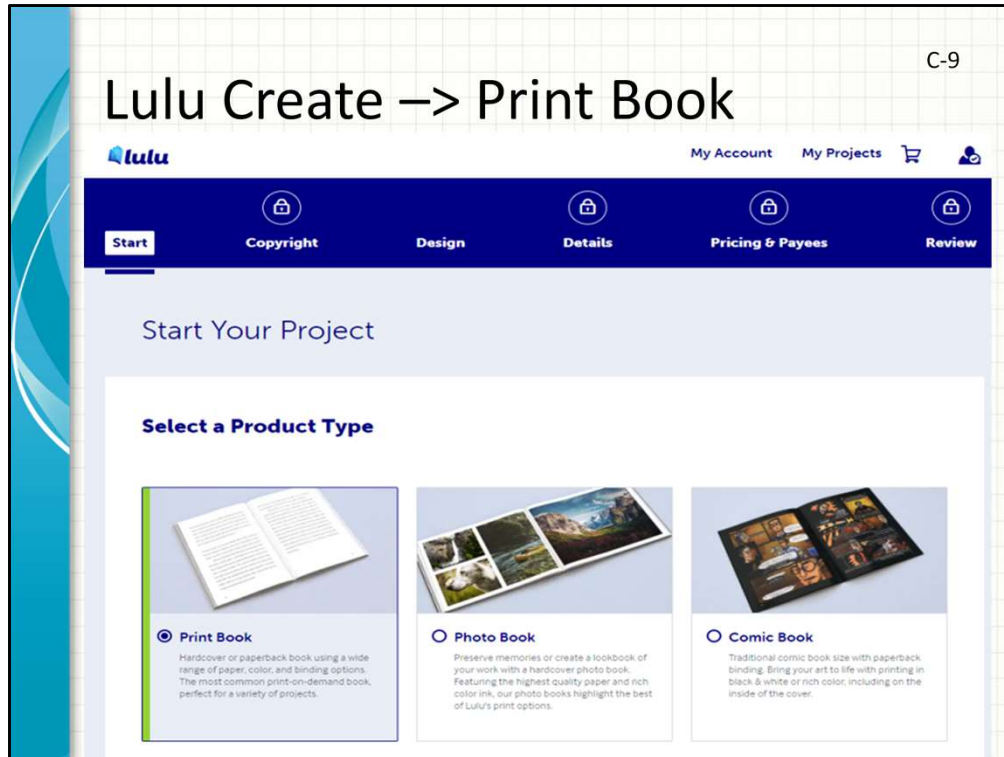 C-9
Lulu Create –> Print Book
lulu
My Account My Projects
Start Copyright Design Details Pricing & Payees Review
Start Your Project
Select a Product Type
Print Book
Hardcover or paperback book using a wide
range of paper, color, and binding options.
The most common print-on-demand book,
perfect for a variety of projects.
Photo Book
Preserve memories or create a lookbook of
your work with a hardcover photo book.
Featuring the highest quality paper and rich
color ink, our photo books highlight the best
of Lulu's print options.
Comic Book
Traditional comic book size with paperback
binding. Bring your art to life with printing in
black & white or rich color, including on the
inside of the cover.